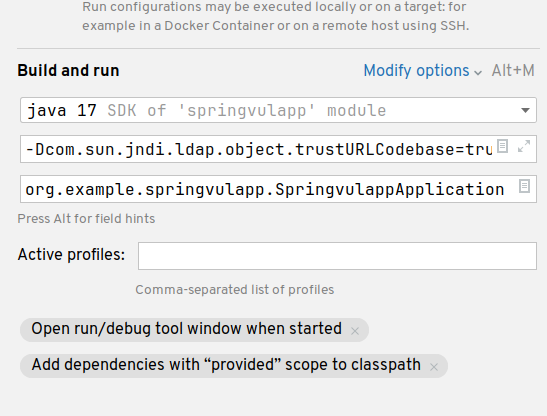 Run configurations may be executed locally or on a target: for
example in a Docker Container or on a remote host using SSH.
Build and run Modify options Alt+M
java 17 SDK of 'springvulapp' module
-Dcom.sun.jndi.ldap.object.trustURLCodebase=tru
org.example.springvulapp.SpringvulappApplication
Press Alt for field hints
Active profiles:
Comma-separated list of profiles
Open run/debug tool window when started ×
Add dependencies with “provided” scope to classpath ×